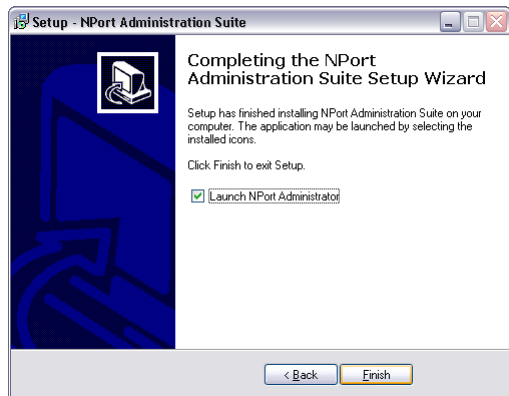 Setup - NPort Administration Suite
Completing the NPort
Administration Suite Setup Wizard
Setup has finished installing NPort Administration Suite on your
computer. The application may be launched by selecting the
installed icons.
Click Finish to exit Setup.
Launch NPort Administrator
< Back
Finish